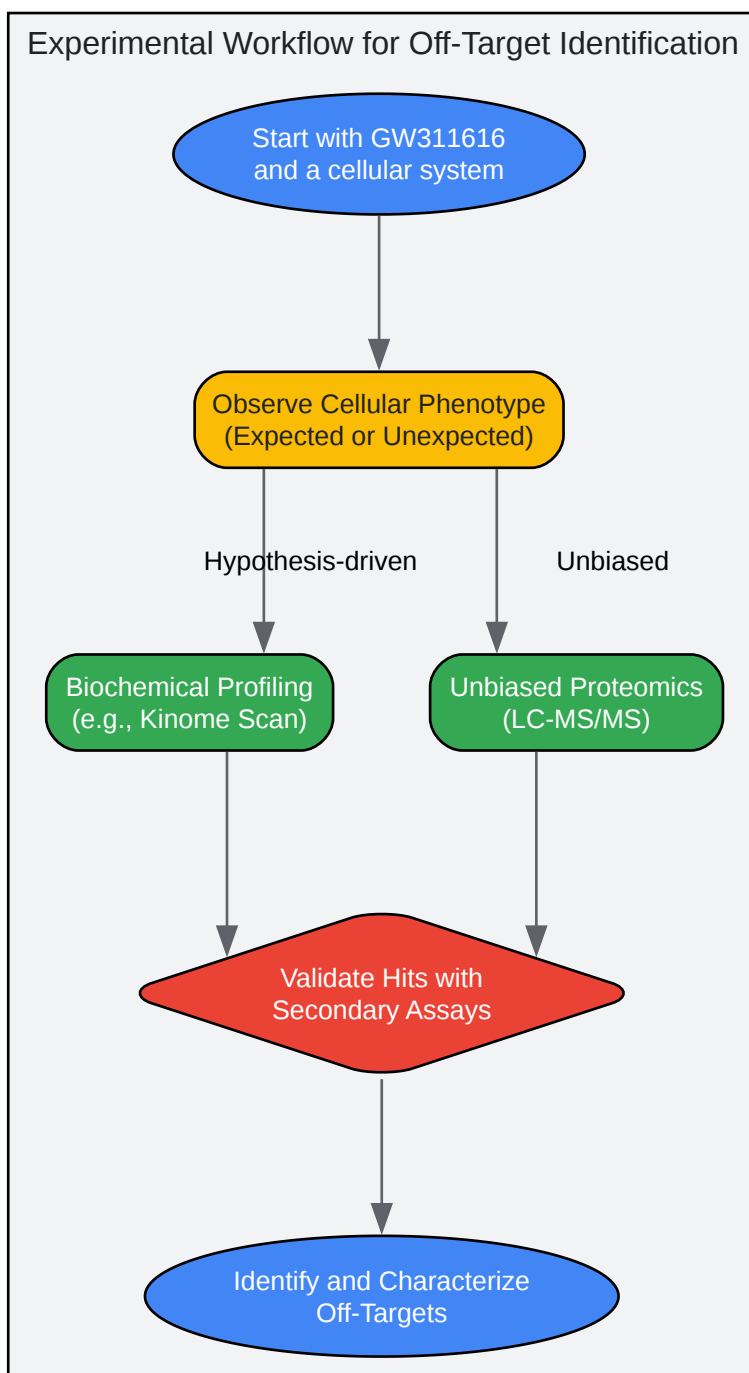 Experimental Workflow for Off-Target Identification
Start with GW311616
and a cellular system
Observe Cellular Phenotype
(Expected or Unexpected)
Hypothesis-driven
Unbiased
Biochemical Profiling
(e.g., Kinome Scan)
Unbiased Proteomics
(LC-MS/MS)
Validate Hits with
Secondary Assays
Identify and Characterize
Off-Targets